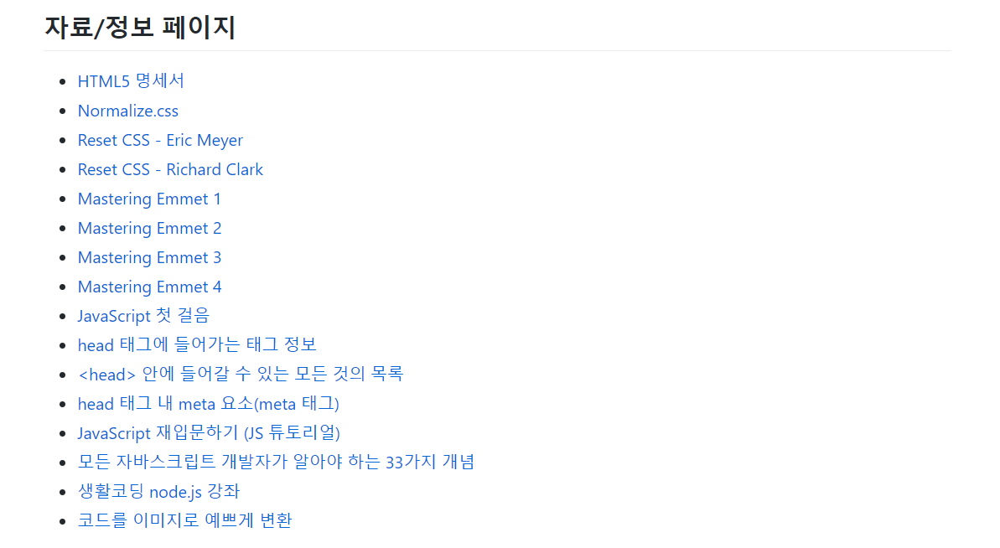 자료/정보 페이지
HTML5 명세서
Normalize.css
Reset CSS - Eric Meyer
Reset CSS - Richard Clark
Mastering Emmet 1
Mastering Emmet 2
Mastering Emmet 3
Mastering Emmet 4
JavaScript 첫 걸음
head 태그에 들어가는 태그 정보
<head> 안에 들어갈 수 있는 모든 것의 목록
head 태그 내 meta 요소(meta 태그)
JavaScript 재입문하기 (JS 튜토리얼)
모든 자바스크립트 개발자가 알아야 하는 33가지 개념
생활코딩 node.js 강좌
코드를 이미지로 예쁘게 변환